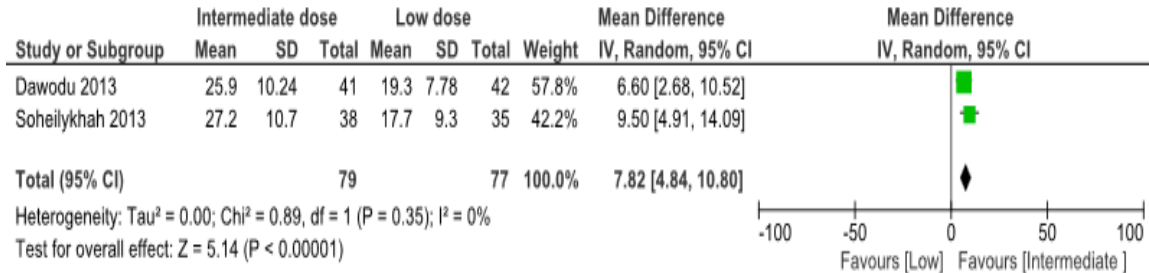 Intermediate dose Low dose Mean Difference Mean Difference
Study or Subgroup Mean SD Total Mean SD Total Weight IV, Random, 95% CI IV, Random, 95% CI
Dawodu 2013 25.9 10.24 41 19.3 7.78 42 57.8% 6.60 [2.68, 10.52]
Soheilykhah 2013 27.2 10.7 38 17.7 9.3 35 42.2% 9.50 [4.91, 14.09]
Total (95% CI) 79 77 100.0% 7.82 [4.84, 10.80]
Heterogeneity: Tau² = 0.00; Chi² = 0.89, df = 1 (P = 0.35); I² = 0%
Test for overall effect: Z = 5.14 (P < 0.00001)
-100 -50 0 50 100
Favours [Low] Favours [Intermediate ]